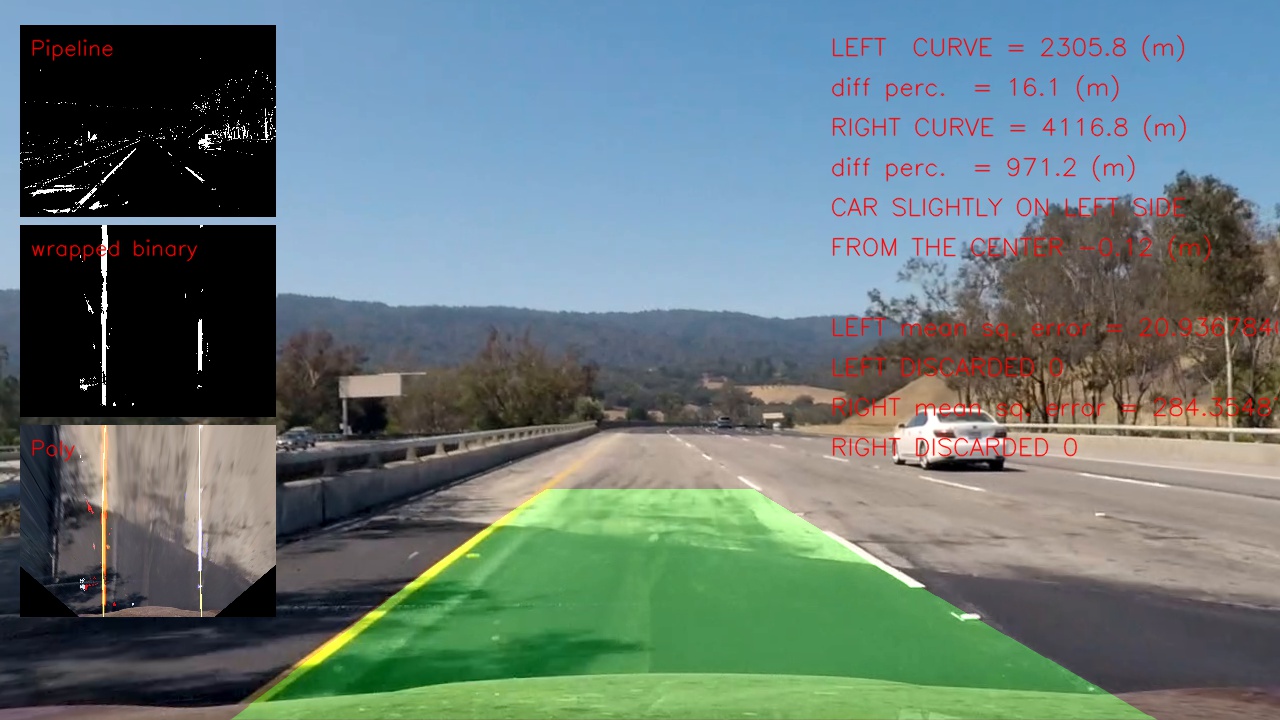 Pipeline
wrapped binary
Poly
LEFT CURVE = 2305.8 (m)
diff perc. = 16.1 (m)
RIGHT CURVE = 4116.8 (m)
diff perc. = 971.2 (m)
CAR SLIGHTLY ON LEFT SIDE
FROM THE CENTER -0.12 (m)
LEFT mean sq. error = 20.936784
LEFT DISCARDED 0
RIGHT mean sq. error = 284.3548
RIGHT DISCARDED 0